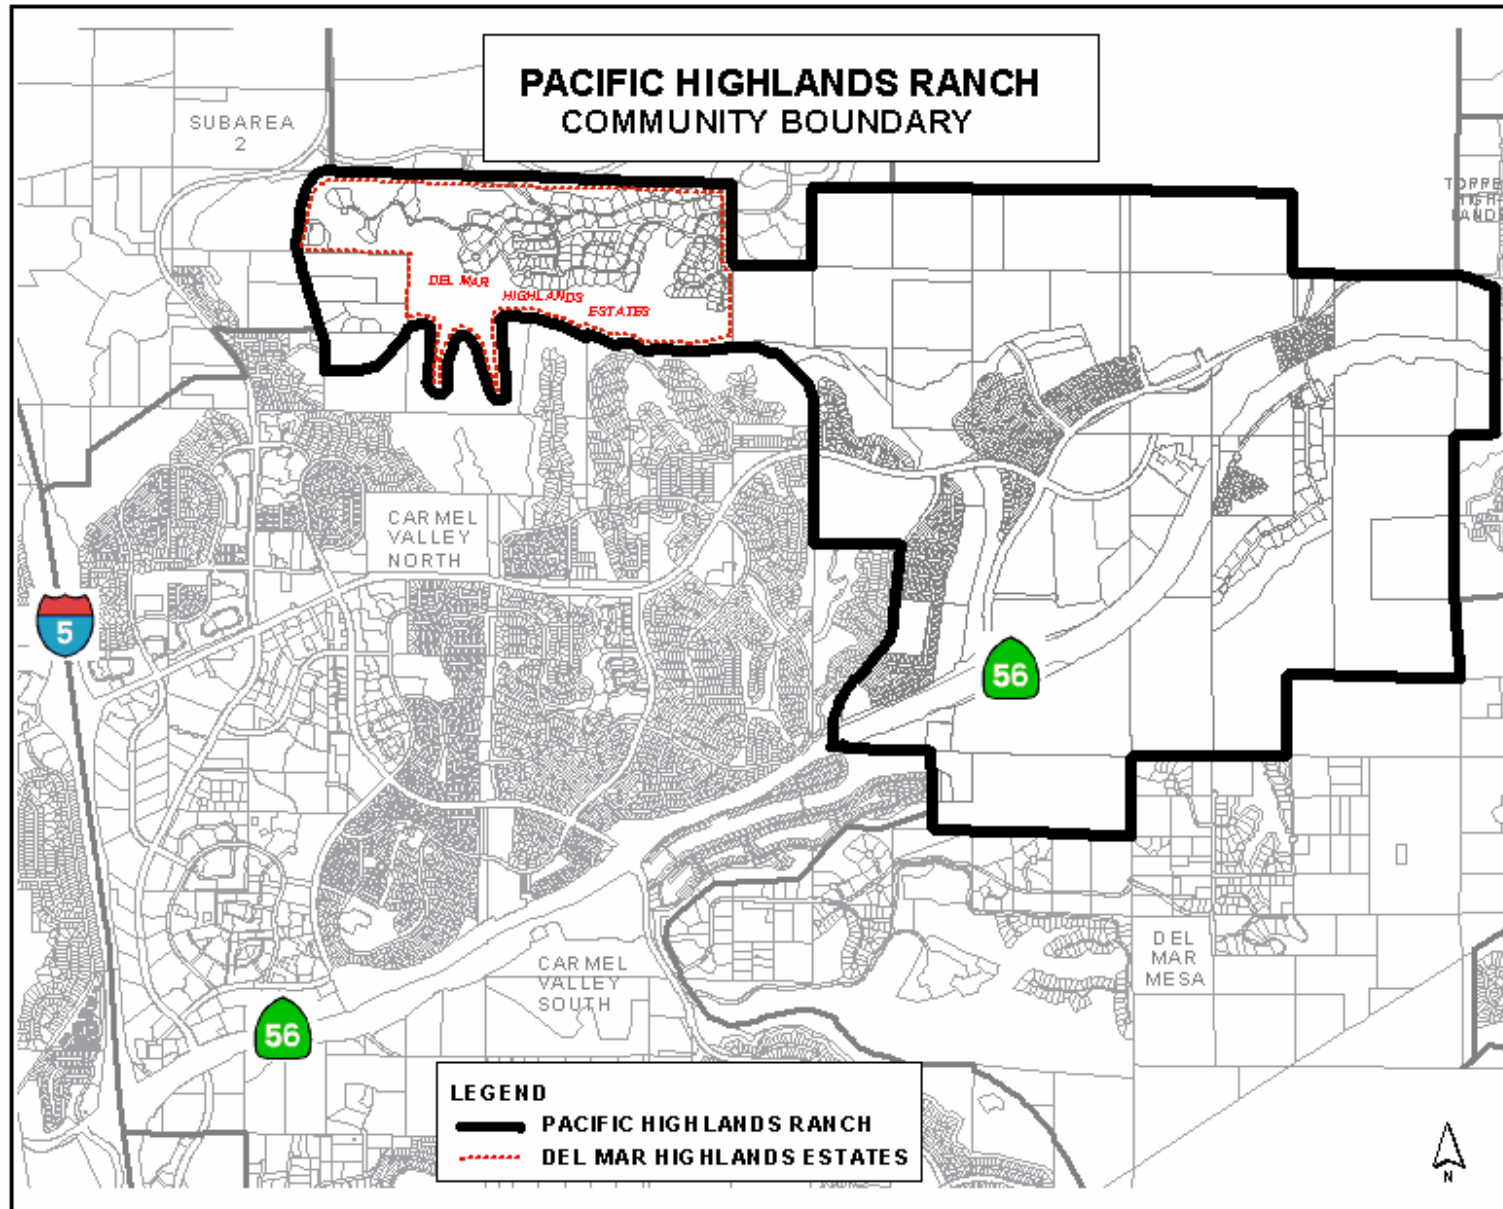 PACIFIC HIGHLANDS RANCH
COMMUNITY BOUNDARY
SUBAREA
2
DEL MAR
HIGHLANDS
ESTATES
CARMEL
VALLEY
NORTH
5
56
56
CARMEL
VALLEY
SOUTH
DEL
MAR
MESA
LEGEND
PACIFIC HIGHLANDS RANCH
DEL MAR HIGHLANDS ESTATES
N